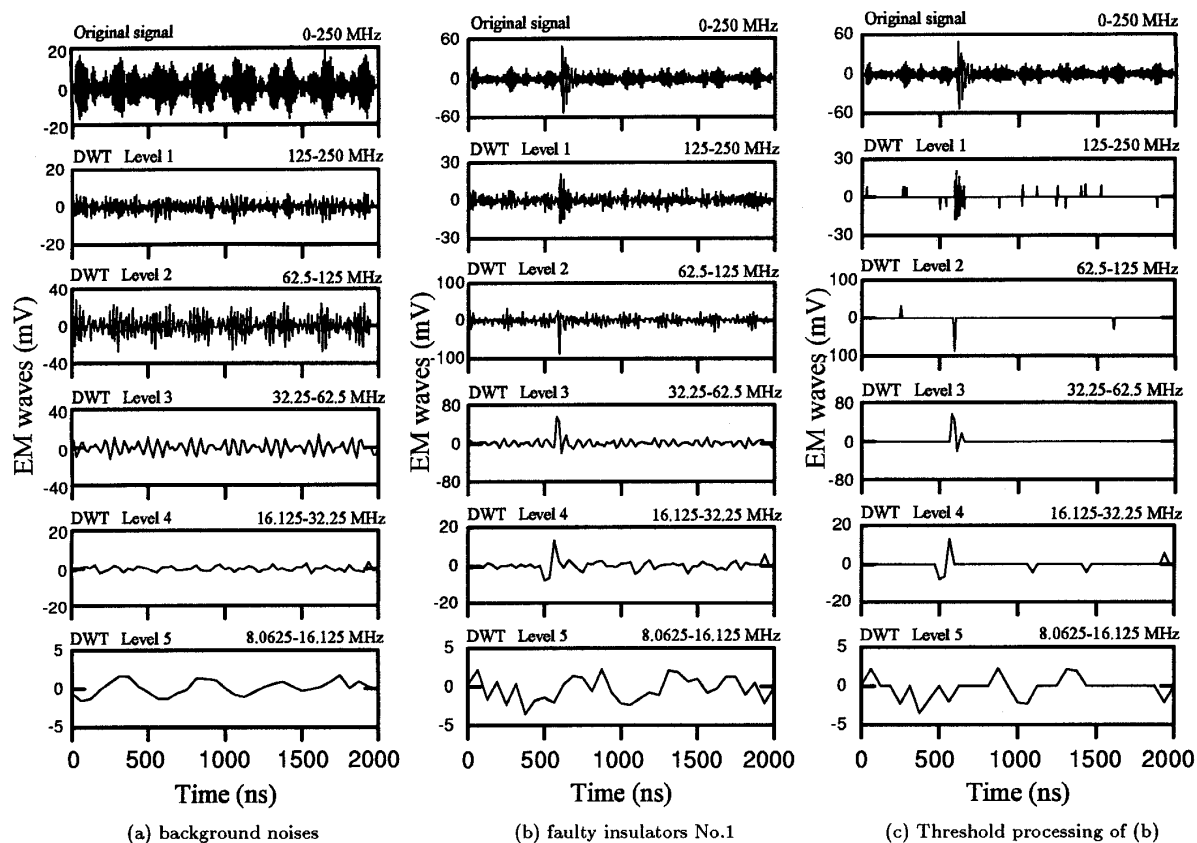 Original signal 0-250 MHz
20
0
-20
DWT Level 1 125-250 MHz
20
0
-20
DWT Level 2 62.5-125 MHz
40
0
-40
DWT Level 3 32.25-62.5 MHz
40
0
-40
DWT Level 4 16.125-32.25 MHz
20
0
-20
DWT Level 5 8.0625-16.125 MHz
5
0
-5
0 500 1000 1500 2000
EM waves (mV)
Time (ns)
(a) background noises
Original signal 0-250 MHz
60
0
-60
DWT Level 1 125-250 MHz
30
0
-30
DWT Level 2 62.5-125 MHz
100
0
-100
DWT Level 3 32.25-62.5 MHz
80
0
-80
DWT Level 4 16.125-32.25 MHz
20
0
-20
DWT Level 5 8.0625-16.125 MHz
5
0
-5
0 500 1000 1500 2000
EM waves (mV)
Time (ns)
(b) faulty insulators No.1
Original signal 0-250 MHz
60
0
-60
DWT Level 1 125-250 MHz
30
0
-30
DWT Level 2 62.5-125 MHz
100
0
100
DWT Level 3 32.25-62.5 MHz
80
0
-80
DWT Level 4 16.125-32.25 MHz
20
0
-20
DWT Level 5 8.0625-16.125 MHz
5
0
-5
0 500 1000 1500 2000
EM waves (mV)
Time (ns)
(c) Threshold processing of (b)